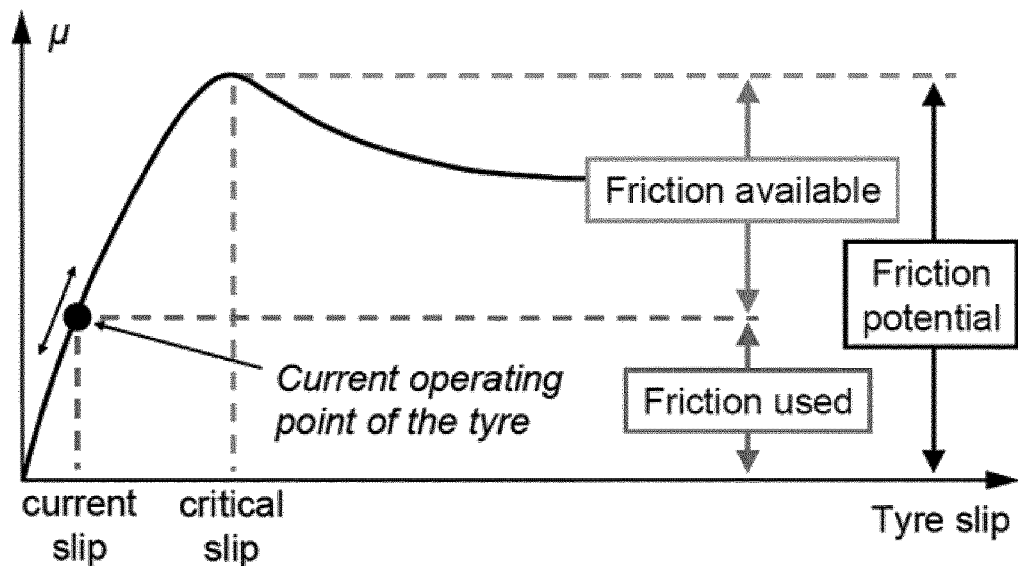 μ
Friction available
Friction
potential
Current operating
point of the tyre
Friction used
current
slip
critical
slip
Tyre slip